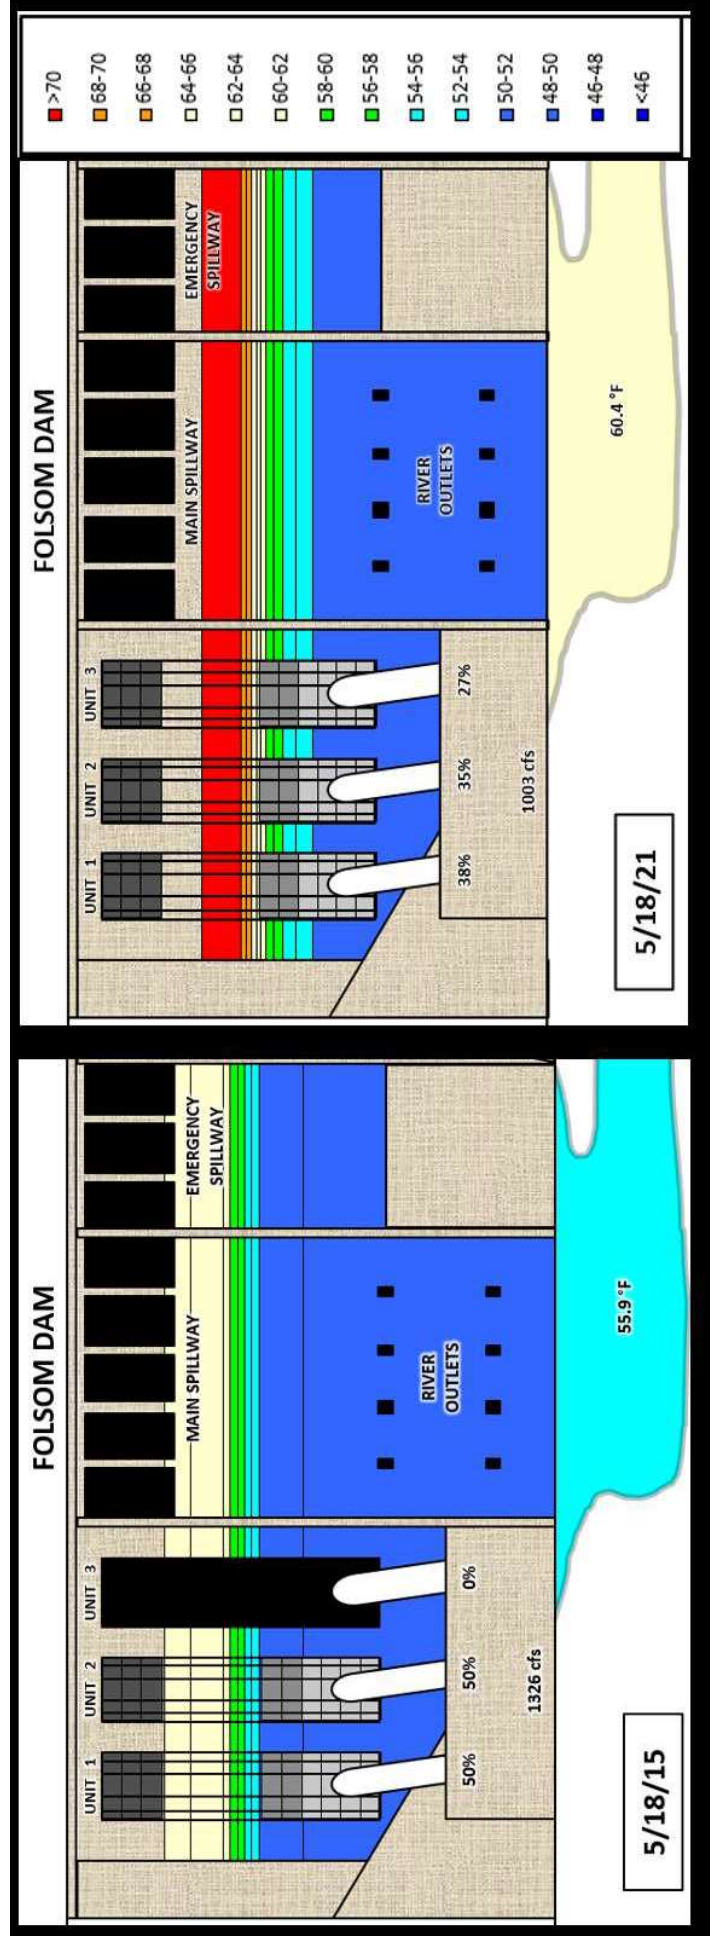 FOLSOM DAM
UNIT 1
UNIT 2
UNIT 3
MAIN SPILLWAY
EMERGENCY
SPILLWAY
RIVER
OUTLETS
50%
50%
0%
1326 cfs
55.9 °F
5/18/15
FOLSOM DAM
UNIT 1
UNIT 2
UNIT 3
MAIN SPILLWAY
EMERGENCY
SPILLWAY
RIVER
OUTLETS
38%
35%
27%
1003 cfs
60.4 °F
5/18/21
>70
68-70
66-68
64-66
62-64
60-62
58-60
56-58
54-56
52-54
50-52
48-50
46-48
<46